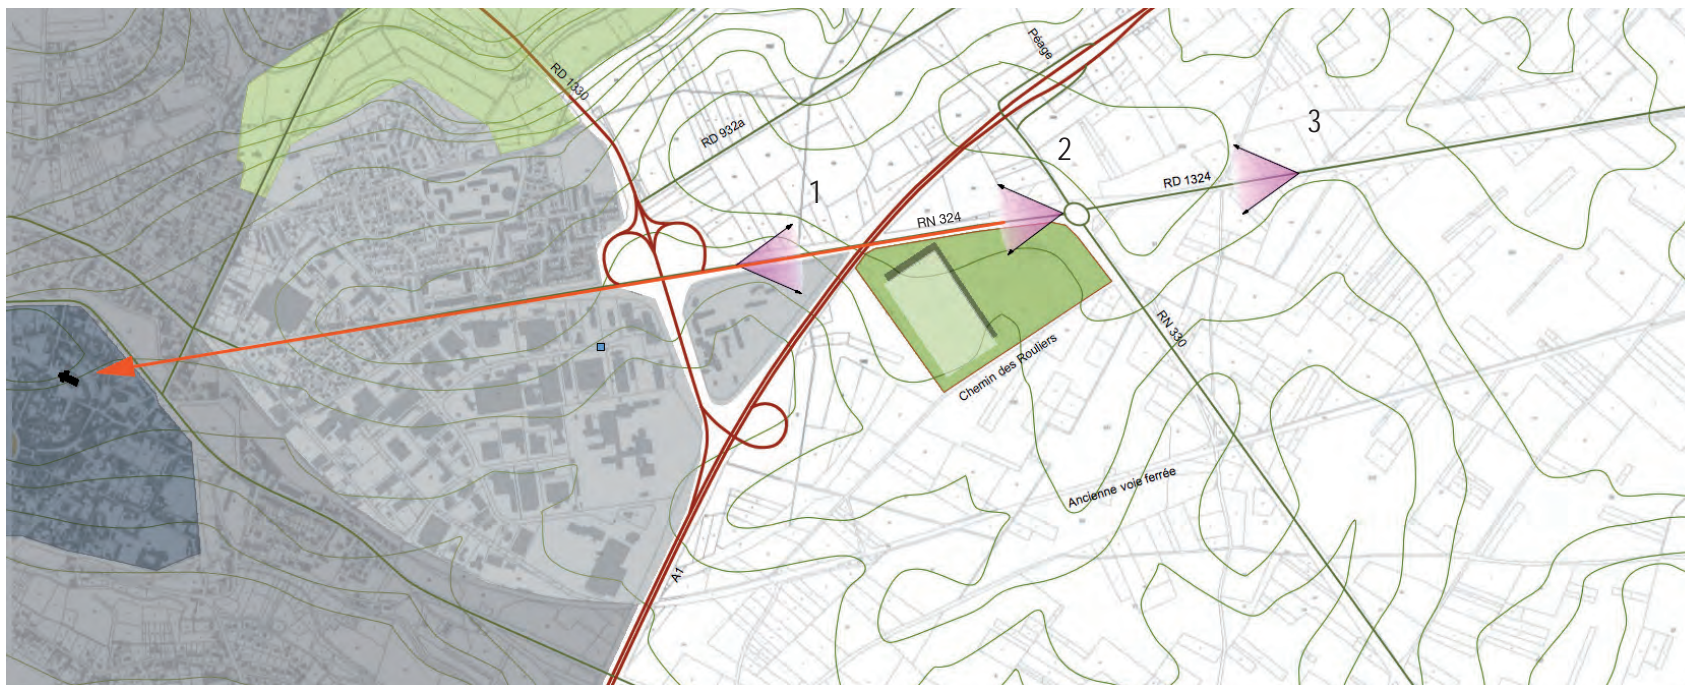 Péage
RD 1330
RD 932a
3
2
1
RD 1324
RN 324
RN 330
Chemin des Rouliers
Ancienne voie ferrée
A1